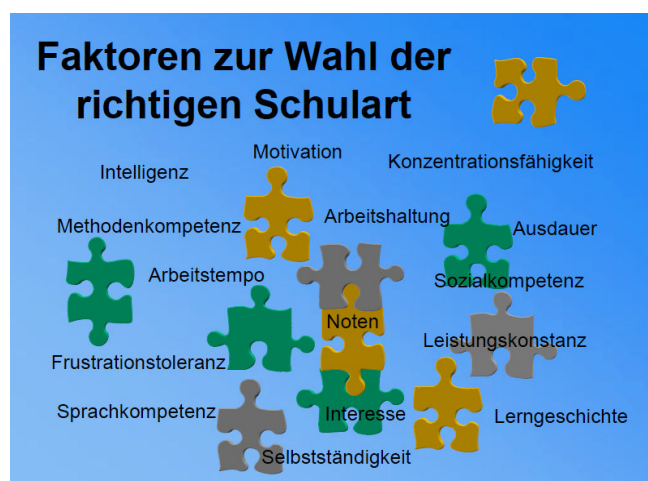 Faktoren zur Wahl der
richtigen Schulart
Motivation
Konzentrationsfähigkeit
Intelligenz
Methodenkompetenz
Arbeitshaltung
Ausdauer
Arbeitstempo
Sozialkompetenz
Noten
Leistungskonstanz
Frustrationstoleranz
Sprachkompetenz
Interesse
Lerngeschichte
Selbstständigkeit